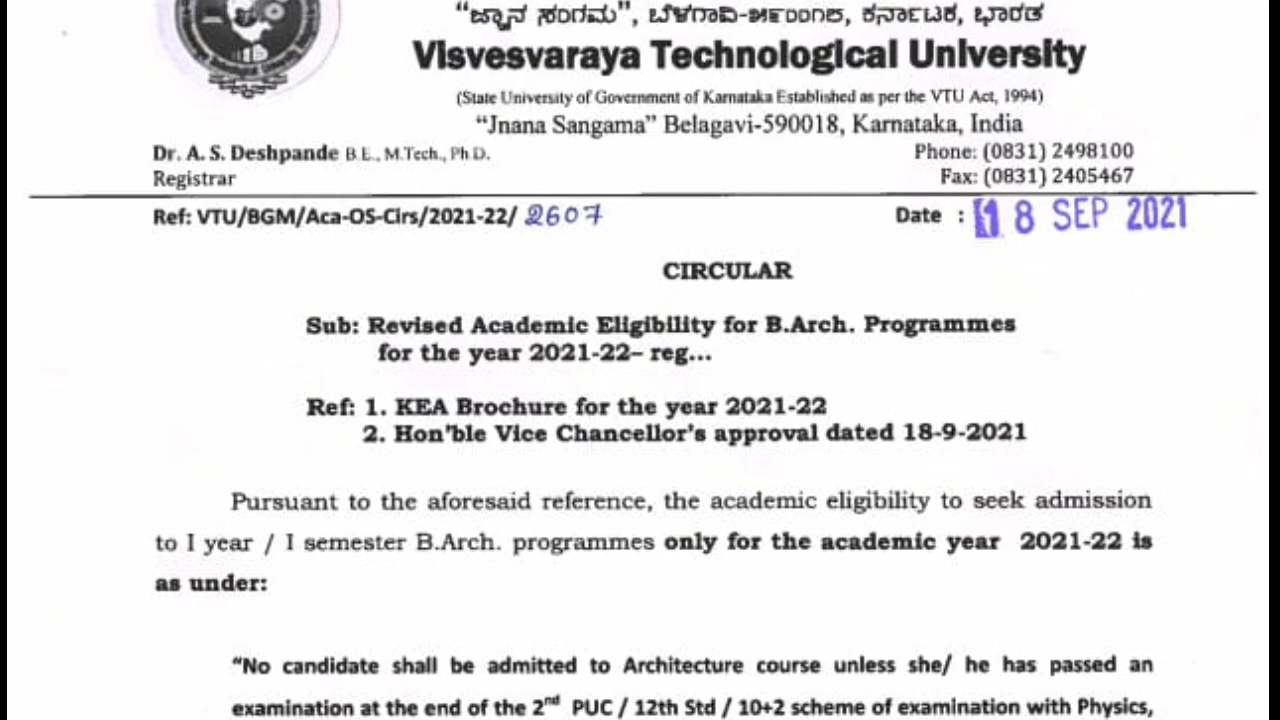 “ಜ್ಞಾನ ಸಂಗಮ”, ಬೆಳಗಾವಿ-೫೯೦೦೧೮, ಕರ್ನಾಟಕ, ಭಾರತ
Visvesvaraya Technological University
(State University of Government of Karnataka Established as per the VTU Act, 1994)
“Jnana Sangama” Belagavi-590018, Karnataka, India
Dr. A. S. Deshpande B.E., M.Tech., Ph D.
Phone: (0831) 2498100
Registrar
Fax: (0831) 2405467
Ref: VTU/BGM/Aca-OS-Cirs/2021-22/ 2607
Date : 18 SEP 2021
CIRCULAR
Sub: Revised Academic Eligibility for B.Arch. Programmes
for the year 2021-22– reg...
Ref: 1. KEA Brochure for the year 2021-22
2. Hon’ble Vice Chancellor’s approval dated 18-9-2021
Pursuant to the aforesaid reference, the academic eligibility to seek admission
to I year / I semester B.Arch. programmes only for the academic year 2021-22 is
as under:
“No candidate shall be admitted to Architecture course unless she/ he has passed an
examination at the end of the 2nd PUC / 12th Std / 10+2 scheme of examination with Physics,